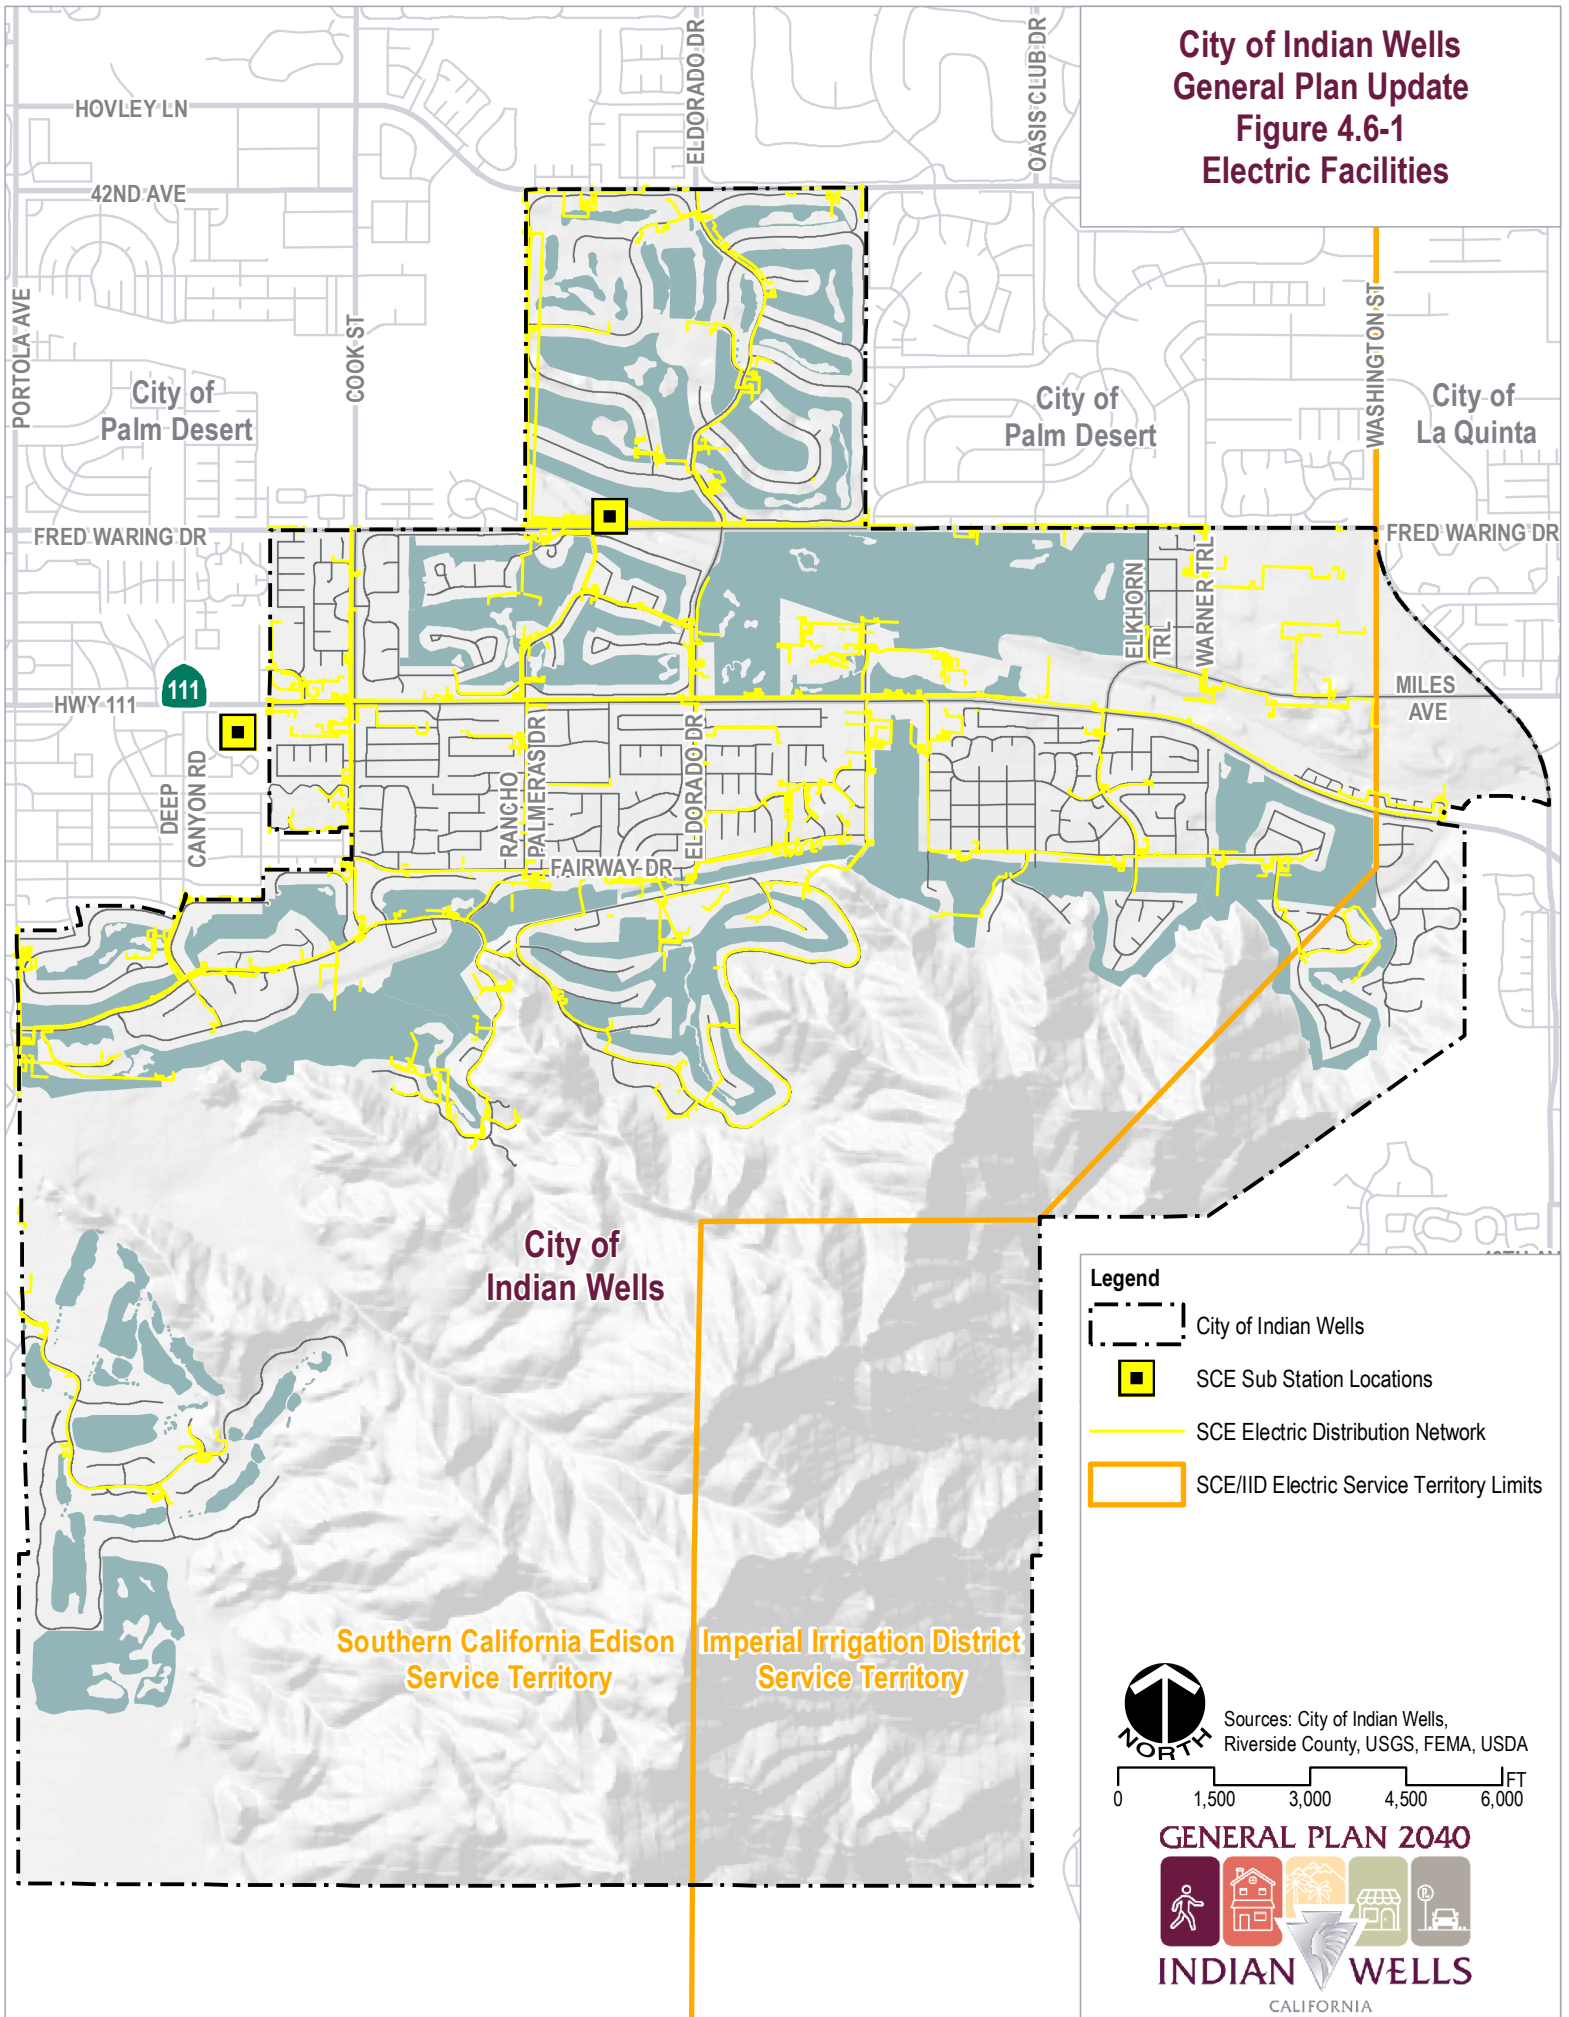 City of Indian Wells
General Plan Update
Figure 4.6-1
Electric Facilities
HOVLEY LN
42ND AVE
ELDORADO DR
OASIS CLUB DR
PORTOLA AVE
COOK ST
WASHINGTON ST
City of
Palm Desert
City of
Palm Desert
City of
La Quinta
FRED WARING DR
FRED WARING DR
ELKHORN
TRL
WARNER TRL
111
HWY 111
MILES
AVE
DEEP
CANYON RD
RANCHO
PALMERAS DR
ELDORADO DR
FAIRWAY DR
City of
Indian Wells
Southern California Edison
Service Territory
Imperial Irrigation District
Service Territory
Legend
City of Indian Wells
SCE Sub Station Locations
SCE Electric Distribution Network
SCE/IID Electric Service Territory Limits
NORTH
Sources: City of Indian Wells,
Riverside County, USGS, FEMA, USDA
FT
0 1,500 3,000 4,500 6,000
GENERAL PLAN 2040
INDIAN WELLS
CALIFORNIA